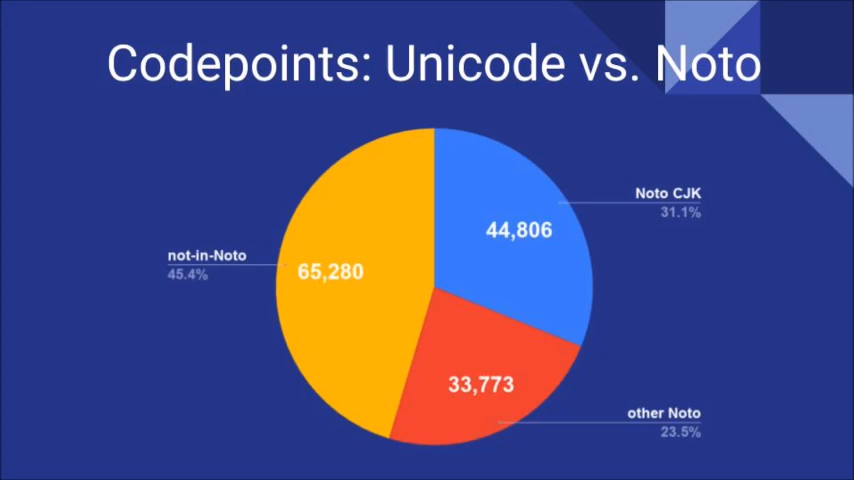 Codepoints: Unicode vs. Noto
Noto CJK
31.1%
44,806
not-in-Noto
45.4%
65,280
33,773
other Noto
23.5%